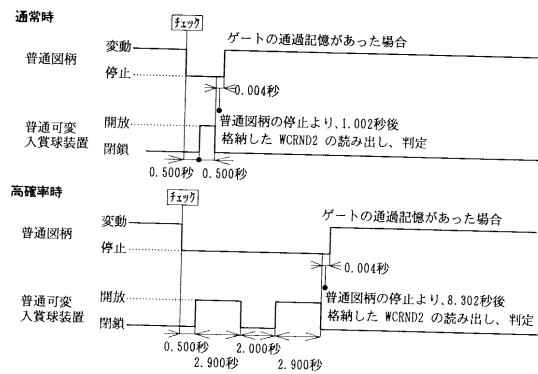 通常時
チェック
ゲートの通過記憶があった場合
変動
普通図柄
停止
0.004秒
普通図柄の停止より、1.002秒後
格納した WCRND2 の読み出し、判定
開放
普通可変
入賞球装置
閉鎖
0.500秒 0.500秒
高確率時
チェック
ゲートの通過記憶があった場合
変動
普通図柄
停止
0.004秒
普通図柄の停止より、8.302秒後
格納した WCRND2 の読み出し、判定
開放
普通可変
入賞球装置
閉鎖
0.500秒 2.000秒
2.900秒 2.900秒